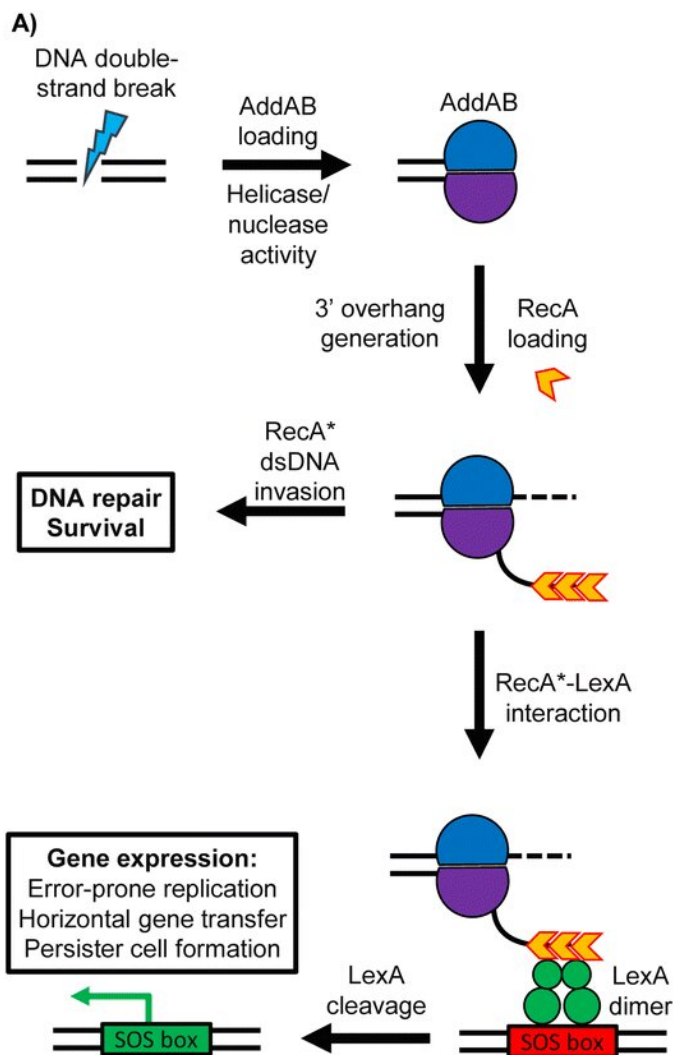 A)
DNA double-
strand break
AddAB
loading
Helicase/
nuclease
activity
AddAB
3’ overhang
generation
RecA
loading
RecA*
dsDNA
invasion
DNA repair
Survival
RecA*-LexA
interaction
Gene expression:
Error-prone replication
Horizontal gene transfer
Persister cell formation
LexA
cleavage
LexA
dimer
SOS box
SOS box